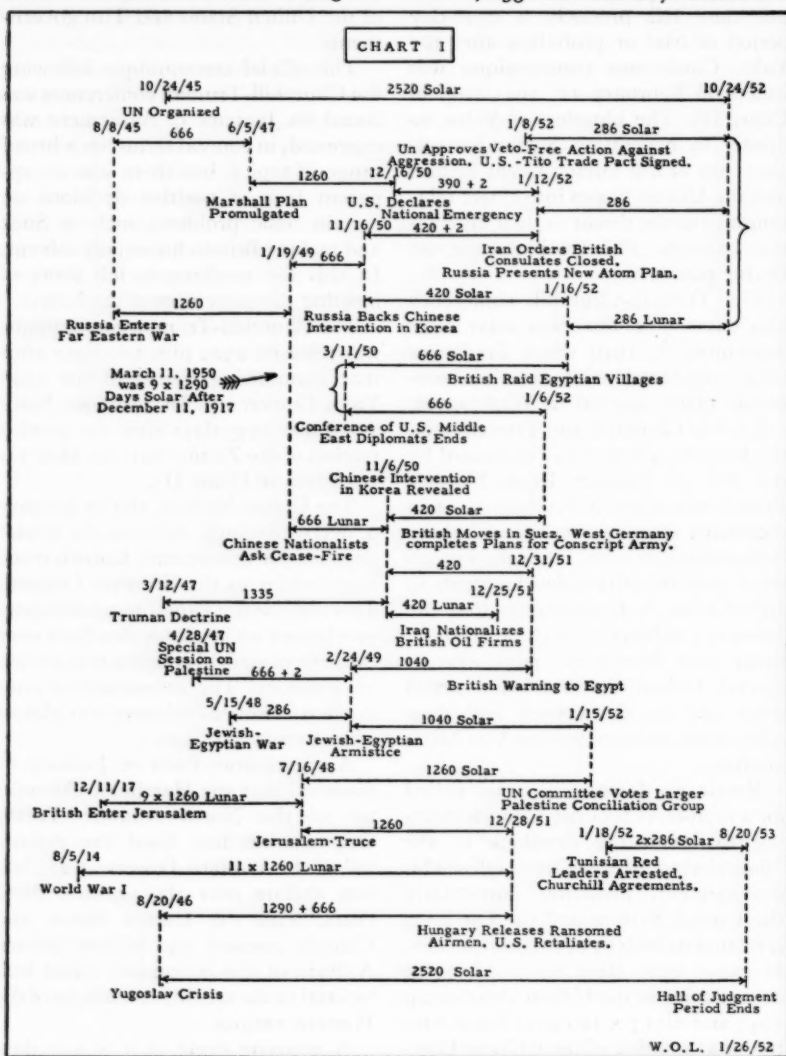 CHART I
10/24/45
2520 Solar
10/24/52
UN Organized
8/8/45
666
6/5/47
1/8/52
286 Solar
Un Aproves Veto-Free Action Against
Aggression. U.S.-Tito Trade Pact Signed.
1260
12/16/50
390 + 2
1/12/52
Marshall Plan
Promulgated
U.S. Declares
National Emergency
286
11/16/50
420 + 2
Iran Orders British
Consulates Closed.
Russia Presents New Atom Plan.
1/19/49
666
1260
420 Solar
1/16/52
286 Lunar
Russia Enters
Far Eastern War
Russia Backs Chinese
Intervention in Korea
3/11/50
666 Solar
March 11, 1950
was 9 x 1290
Days Solar After
December 11, 1917
British Raid Egyptian Villages
666
1/6/52
Conference of U.S. Middle
East Diplomats Ends
11/6/50
Chinese Intervention
in Korea Revealed
666 Lunar
420 Solar
Chinese Nationalists
Ask Cease-Fire
British Moves in Suez. West Germany
completes Plans for Conscript Army.
420
12/31/51
3/12/47
1335
420 Lunar
12/25/51
Truman Doctrine
Iraq Nationalizes
British Oil Firms
4/28/47
Special UN
Session on
Palestine
2/24/49
1040
666 + 2
British Warning to Egypt
5/15/48
286
1040 Solar
1/15/52
Jewish-
Egyptian War
Jewish-Egyptian
Armistice
7/16/48
1260 Solar
12/11/17
9 x 1260 Lunar
UN Committee Votes Larger
Palestine Conciliation Group
British Enter Jerusalem
Jerusalem-Truce
1260
12/28/51
1/18/52
2x286 Solar
8/20/53
8/5/14
11 x 1260 Lunar
Tunisian Red
Leaders Arrested.
Churchill Agreements.
World War I
8/20/46
1290 + 666
Hungary Releases Ransomed
Airmen. U.S. Retaliates.
2520 Solar
Yugoslav Crisis
Hall of Judgment
Period Ends
W.O.L. 1/26/52